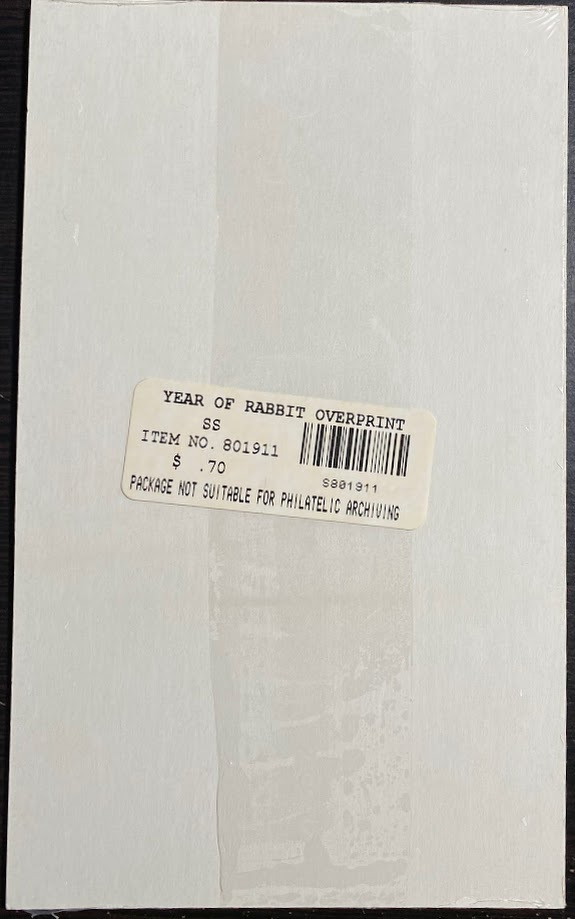 YEAR OF RABBIT OVERPRINT
SS
ITEM NO. 801911
$ .70
S801911
PACKAGE NOT SUITABLE FOR PHILATELIC ARCHIVING